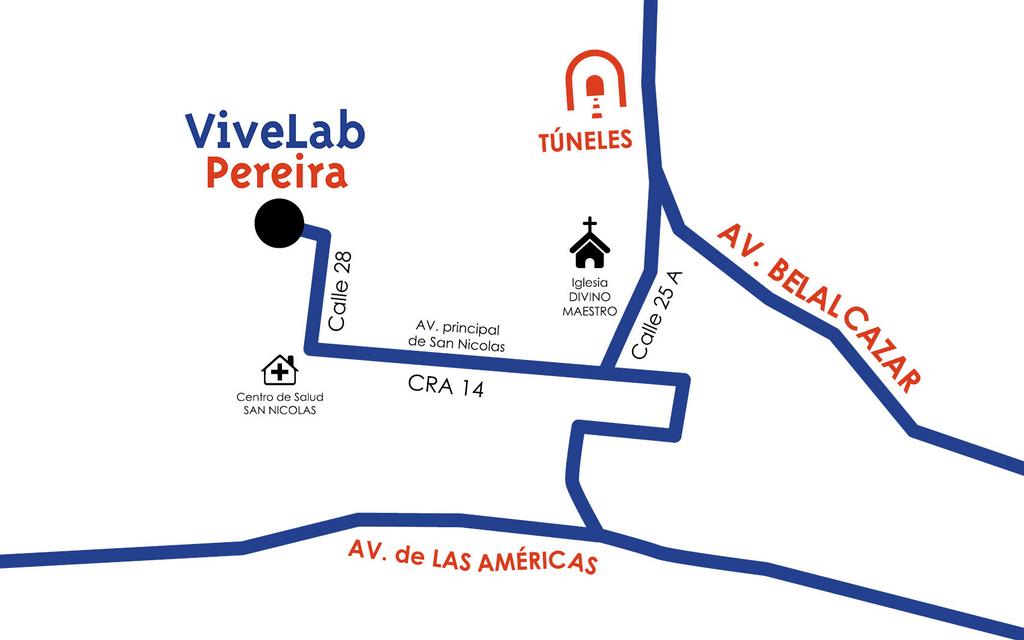 ViveLab
Pereira
TÚNELES
AV. BELALCAZAR
Iglesia
DIVINO
MAESTRO
Calle 28
Calle 25 A
AV. principal
de San Nicolas
CRA 14
Centro de Salud
SAN NICOLAS
AV. de LAS AMÉRICAS